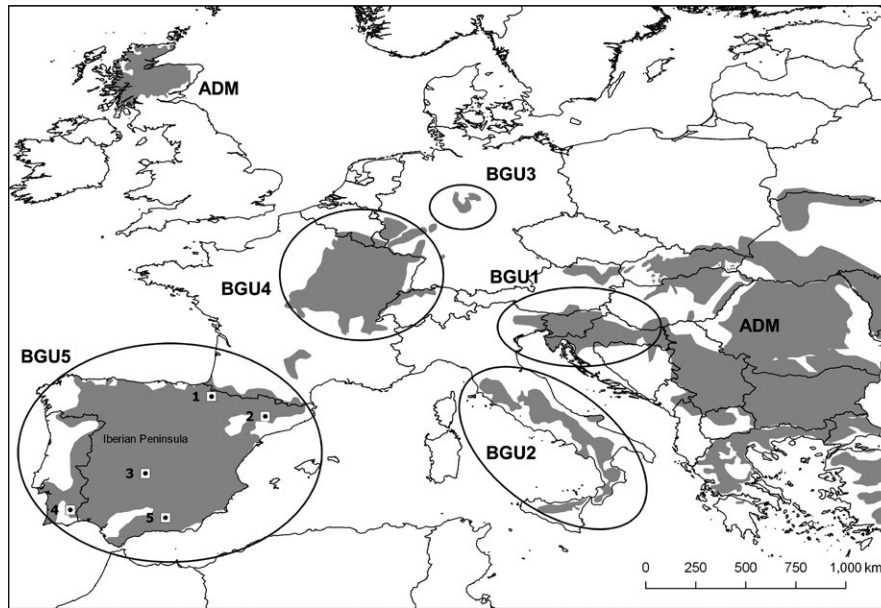 ADM
BGU3
BGU4
BGU1
ADM
BGU5
1
2
Iberian Peninsula
3
BGU2
4
5
0 250 500 750 1,000 km